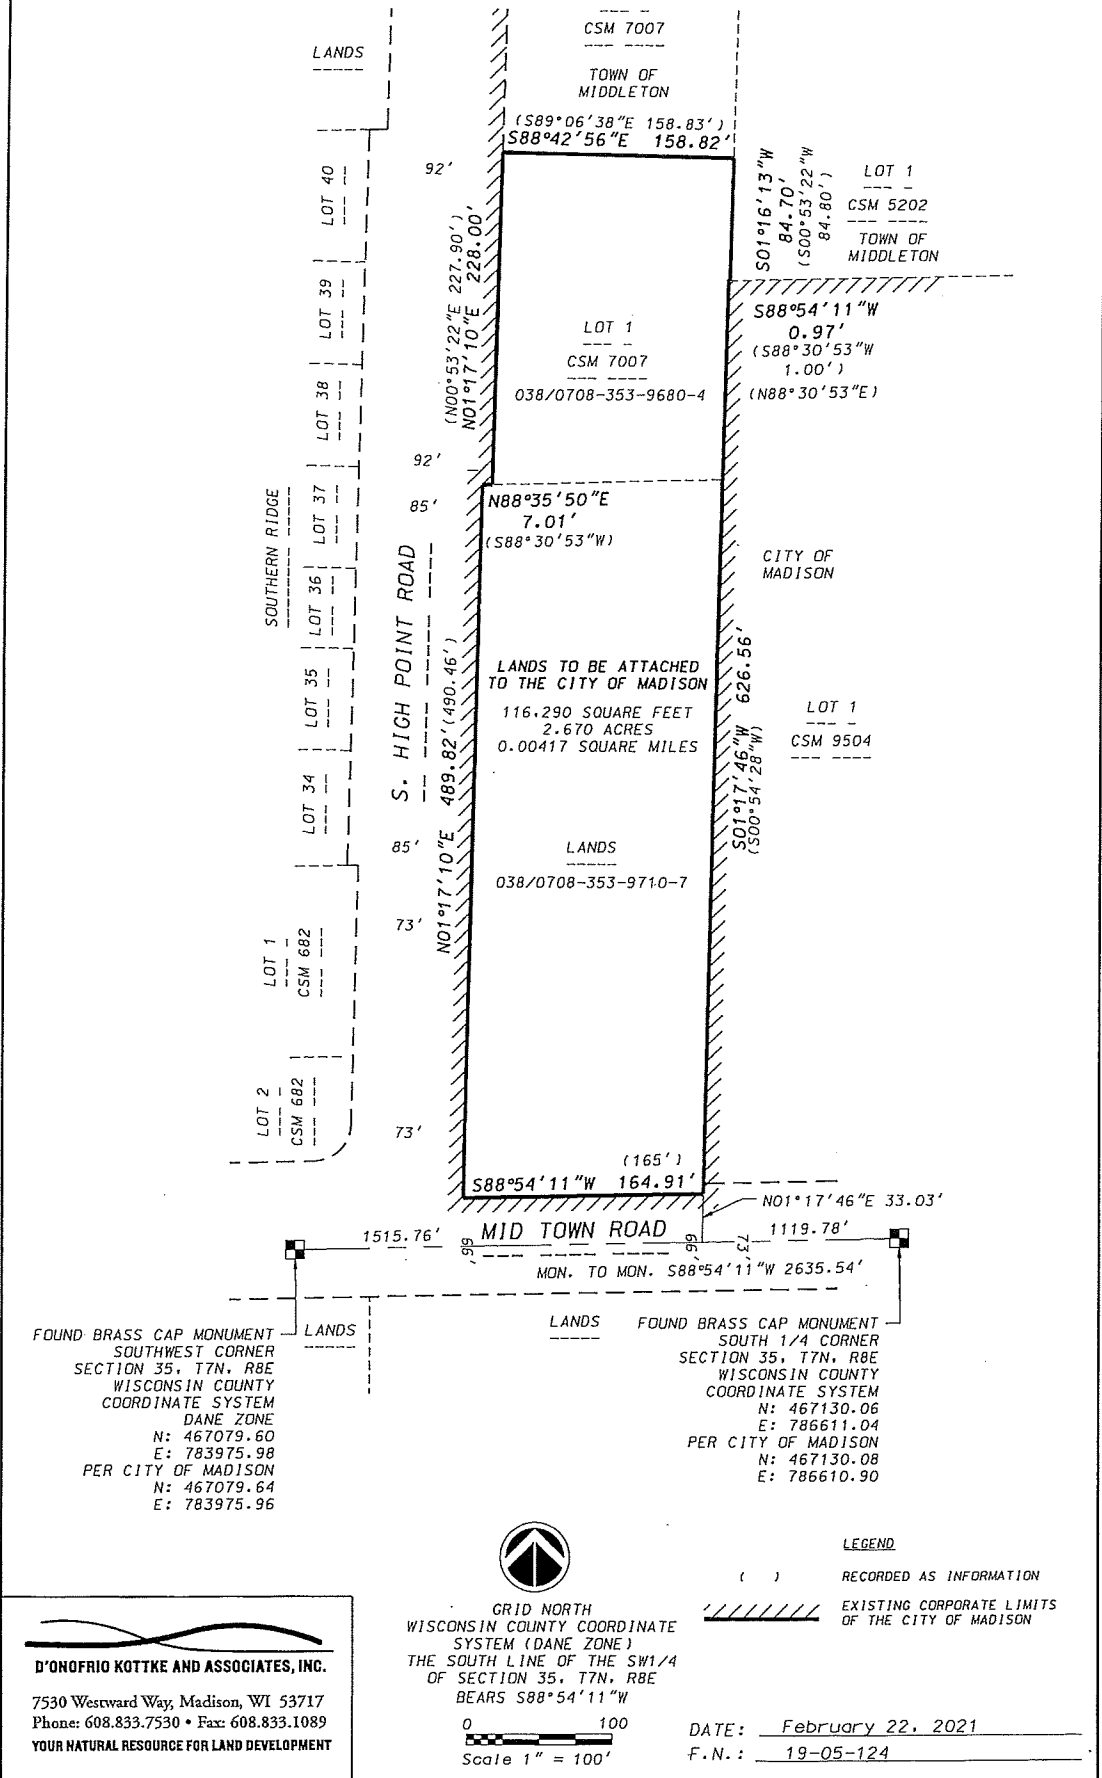 CSM 7007
LANDS
TOWN OF
MIDDLETON
(S89°06'38"E 158.83')
S88°42'56"E 158.82'
92'
LOT 40
S01°16'13"W
84.70'
(S00°53'22"W
84.80')
LOT 1
CSM 5202
TOWN OF
MIDDLETON
(N00°53'22"E 227.90')
N01°17'10"E 228.00'
LOT 39
S88°54'11"W
0.97'
(S88°30'53"W
1.00')
(N88°30'53"E)
LOT 1
CSM 7007
038/0708-353-9680-4
LOT 38
92'
85'
LOT 37
SOUTHERN RIDGE
N88°35'50"E
7.01'
(S88°30'53"W)
CITY OF
MADISON
LOT 36
S. HIGH POINT ROAD
LOT 35
N01°17'10"E 489.82'(490.46')
LANDS TO BE ATTACHED
TO THE CITY OF MADISON
116,290 SQUARE FEET
2.670 ACRES
0.00417 SQUARE MILES
S01°17'46"W 626.56'
(S00°54'28"W)
LOT 1
CSM 9504
LOT 34
85'
LANDS
038/0708-353-9710-7
73'
LOT 1
CSM 682
LOT 2
CSM 682
73'
(165')
S88°54'11"W 164.91'
N01°17'46"E 33.03'
1515.76'
66'
MID TOWN ROAD
66'
73'
1119.78'
MON. TO MON. S88°54'11"W 2635.54'
LANDS
LANDS
FOUND BRASS CAP MONUMENT
SOUTHWEST CORNER
SECTION 35, T7N, R8E
WISCONSIN COUNTY
COORDINATE SYSTEM
DANE ZONE
N: 467079.60
E: 783975.98
PER CITY OF MADISON
N: 467079.64
E: 783975.96
FOUND BRASS CAP MONUMENT
SOUTH 1/4 CORNER
SECTION 35, T7N, R8E
WISCONSIN COUNTY
COORDINATE SYSTEM
N: 467130.06
E: 786611.04
PER CITY OF MADISON
N: 467130.08
E: 786610.90
LEGEND
( ) RECORDED AS INFORMATION
EXISTING CORPORATE LIMITS
OF THE CITY OF MADISON
GRID NORTH
WISCONSIN COUNTY COORDINATE
SYSTEM (DANE ZONE)
THE SOUTH LINE OF THE SW1/4
OF SECTION 35, T7N, R8E
BEARS S88°54'11"W
0 100
Scale 1" = 100'
D'ONOFRIO KOTTKE AND ASSOCIATES, INC.
7530 Westward Way, Madison, WI 53717
Phone: 608.833.7530 • Fax: 608.833.1089
YOUR NATURAL RESOURCE FOR LAND DEVELOPMENT
DATE: February 22, 2021
F.N.: 19-05-124